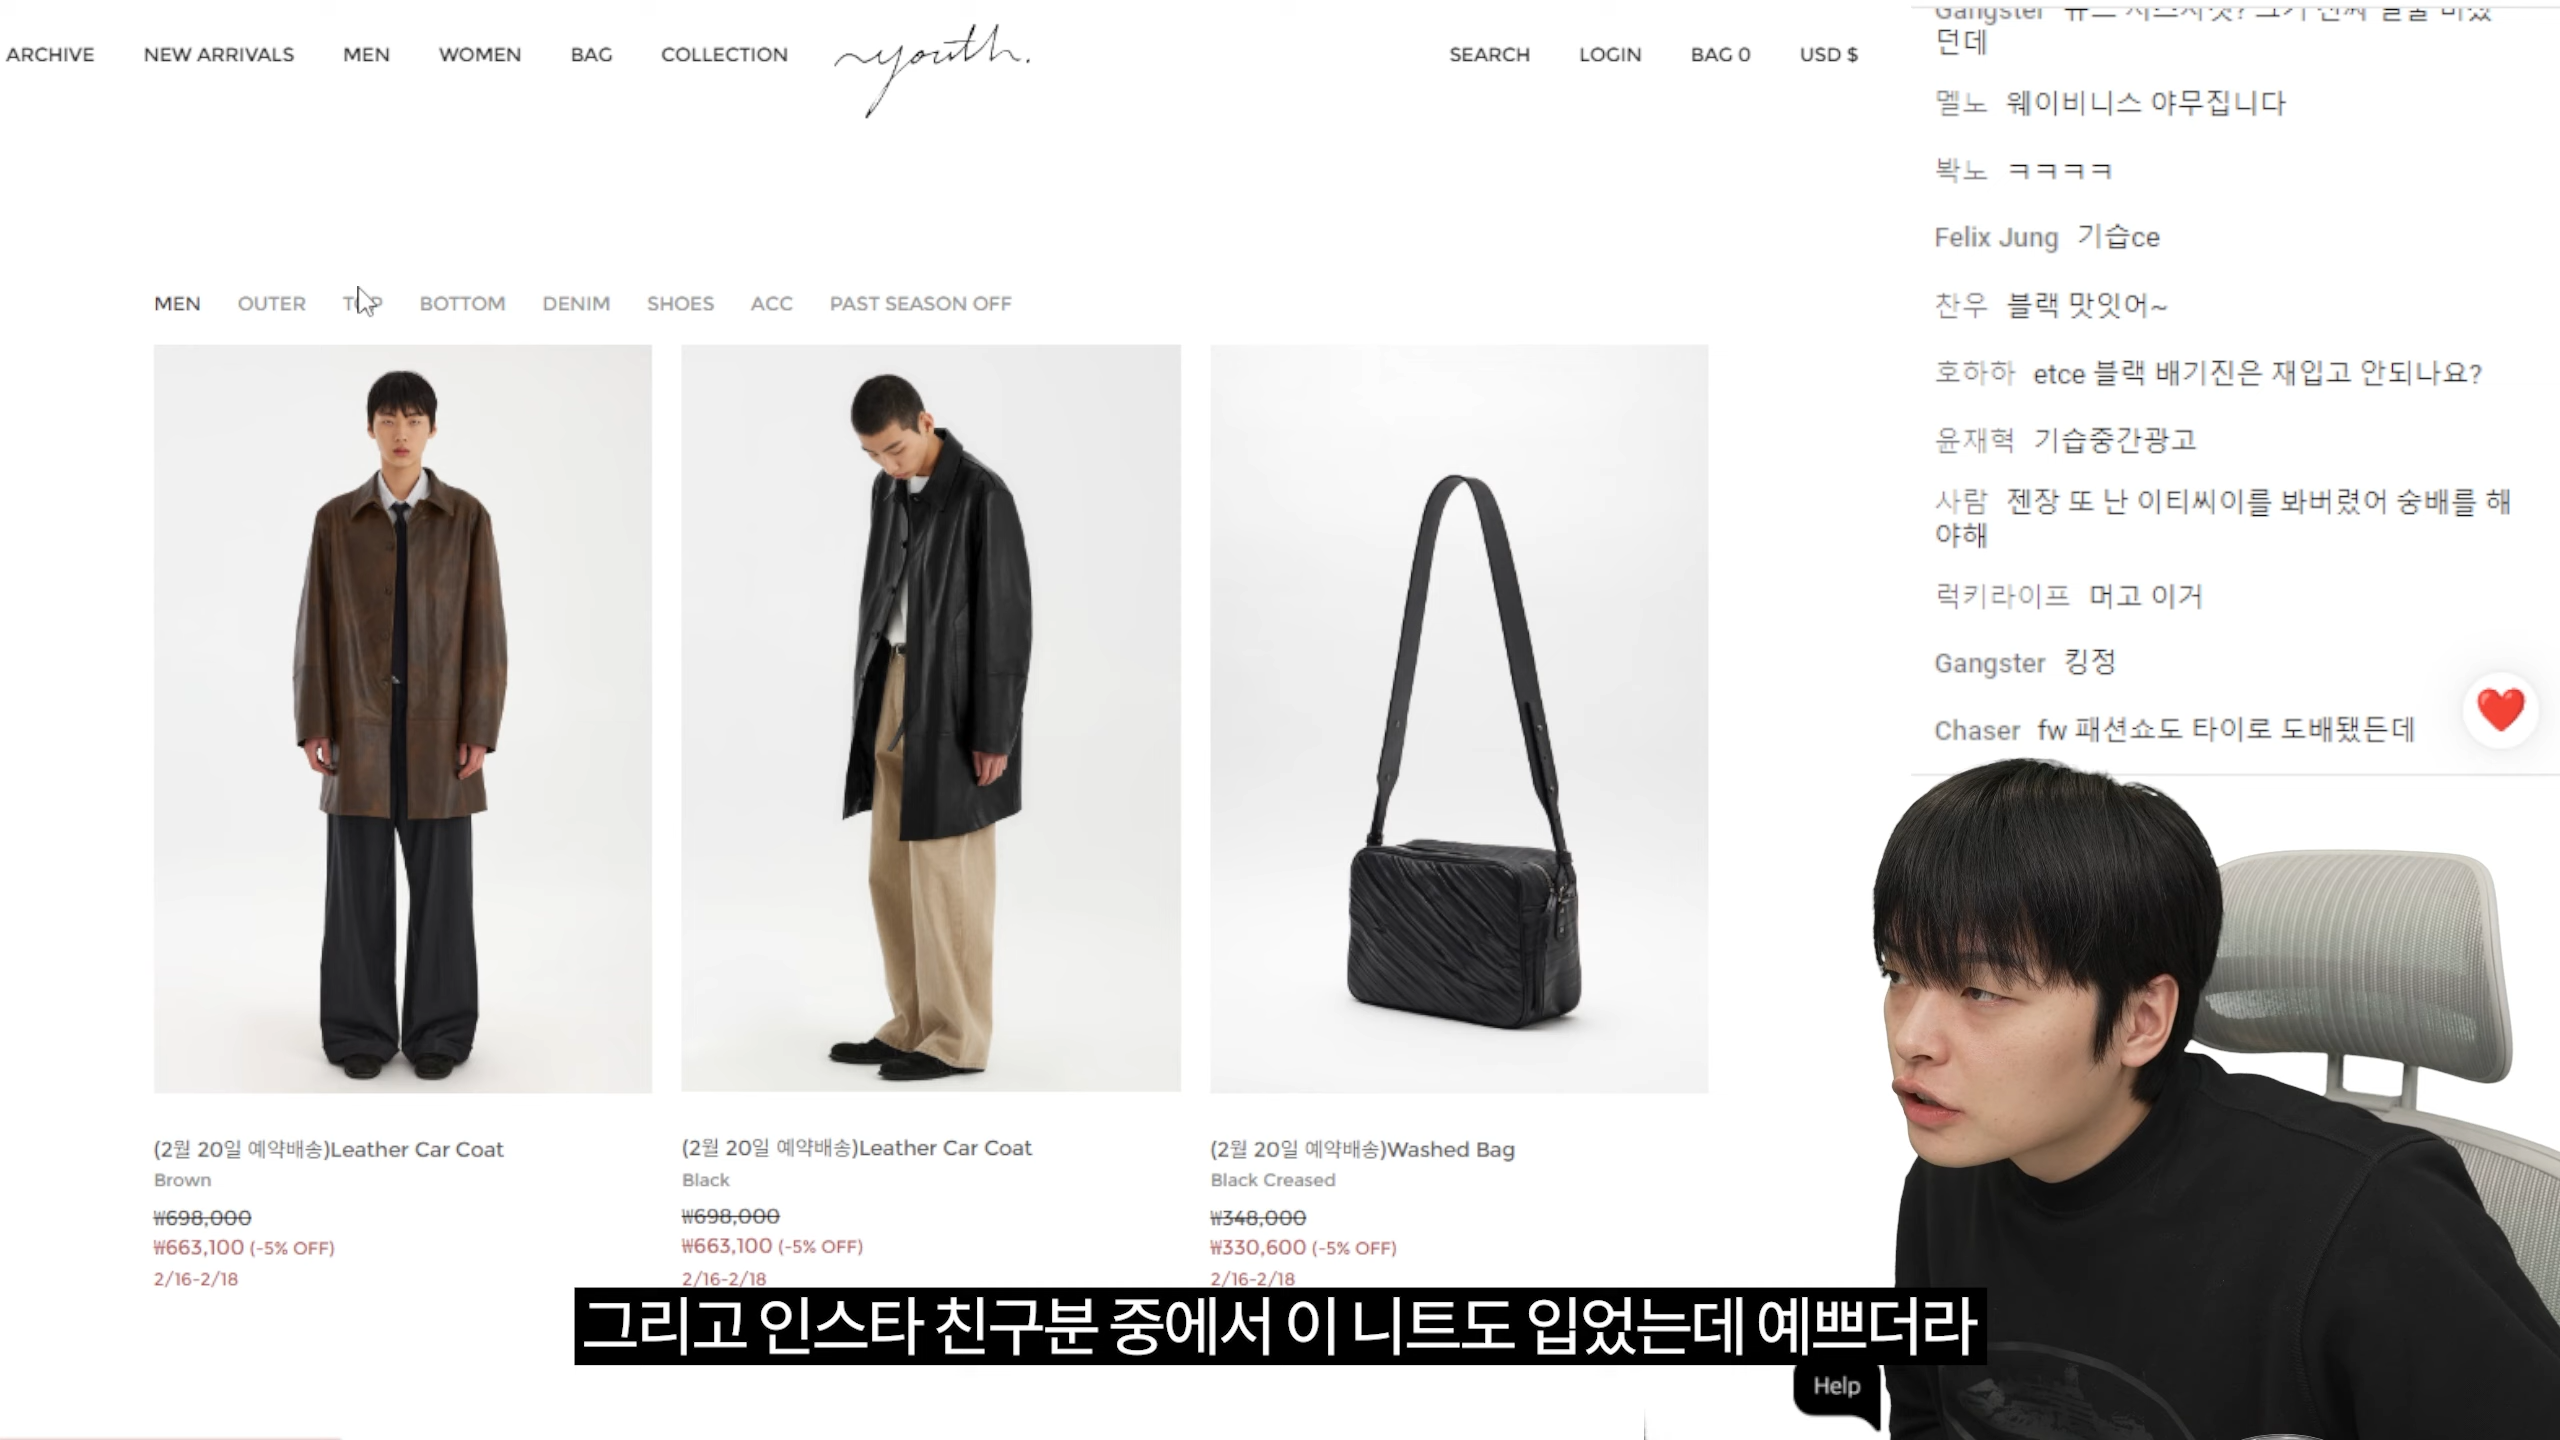 ARCHIVE NEW ARRIVALS MEN WOMEN BAG COLLECTION youth. SEARCH LOGIN BAG 0 USD $
MEN OUTER TOP BOTTOM DENIM SHOES ACC PAST SEASON OFF
(2월 20일 예약배송)Leather Car Coat
Brown
₩698,000
₩663,100 (-5% OFF)
2/16-2/18
(2월 20일 예약배송)Leather Car Coat
Black
₩698,000
₩663,100 (-5% OFF)
2/16-2/18
(2월 20일 예약배송)Washed Bag
Black Creased
₩348,000
₩330,600 (-5% OFF)
2/16-2/18
Gangster
던데
멜노 웨이비니스 야무집니다
봑노 ㅋㅋㅋㅋ
Felix Jung 기습ce
찬우 블랙 맛잇어~
호하하 etce 블랙 배기진은 재입고 안되나요?
윤재혁 기습중간광고
사람 젠장 또 난 이티씨이를 봐버렸어 숭배를 해
야해
럭키라이프 머고 이거
Gangster 킹정
Chaser fw 패션쇼도 타이로 도배됐든데
그리고 인스타 친구분 중에서 이 니트도 입었는데 예쁘더라
Help